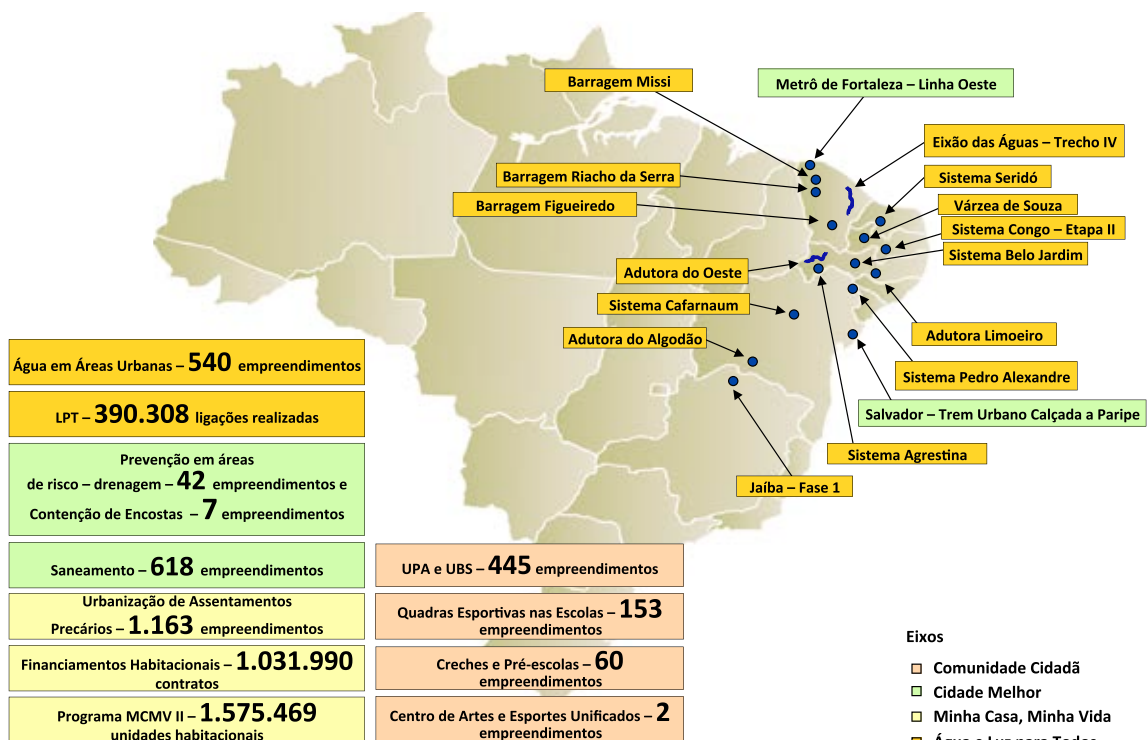 Barragem Missi
Metrô de Fortaleza – Linha Oeste
Eixão das Águas – Trecho IV
Barragem Riacho da Serra
Sistema Seridó
Barragem Figueiredo
Várzea de Souza
Sistema Congo – Etapa II
Sistema Belo Jardim
Adutora do Oeste
Sistema Cafarnaum
Adutora do Algodão
Adutora Limoeiro
Sistema Pedro Alexandre
Salvador – Trem Urbano Calçada a Paripe
Sistema Agrestina
Jaíba – Fase 1
Água em Áreas Urbanas – 540 empreendimentos
LPT – 390.308 ligações realizadas
Prevenção em áreas
de risco – drenagem – 42 empreendimentos e
Contenção de Encostas – 7 empreendimentos
Saneamento – 618 empreendimentos
Urbanização de Assentamentos
Precários – 1.163 empreendimentos
Financiamentos Habitacionais – 1.031.990
contratos
Programa MCMV II – 1.575.469
unidades habitacionais
UPA e UBS – 445 empreendimentos
Quadras Esportivas nas Escolas – 153
empreendimentos
Creches e Pré-escolas – 60
empreendimentos
Centro de Artes e Esportes Unificados – 2
empreendimentos
Eixos
Comunidade Cidadã
Cidade Melhor
Minha Casa, Minha Vida
Água e Luz para Todos